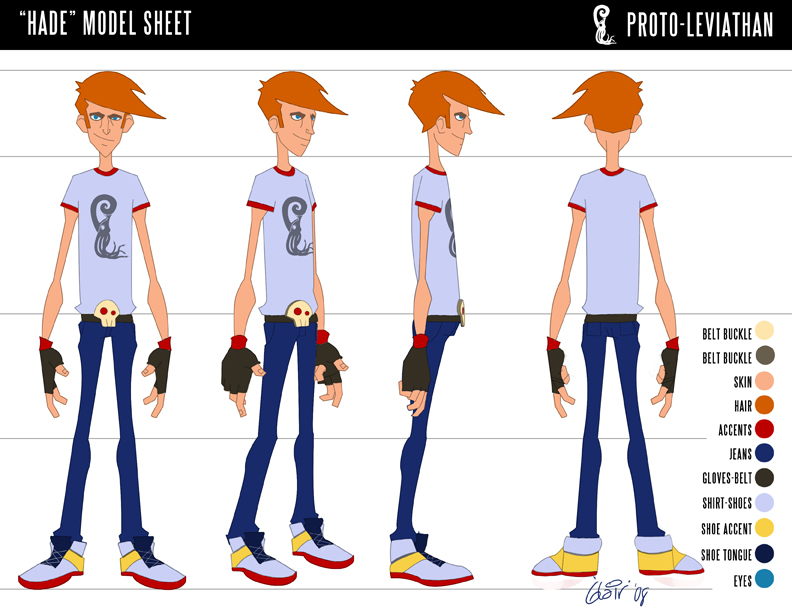 "HADE" MODEL SHEET
PROTO-LEVIATHAN
BELT BUCKLE
BELT BUCKLE
SKIN
HAIR
ACCENTS
JEANS
GLOVES-BELT
SHIRT-SHOES
SHOE ACCENT
SHOE TONGUE
EYES
'08